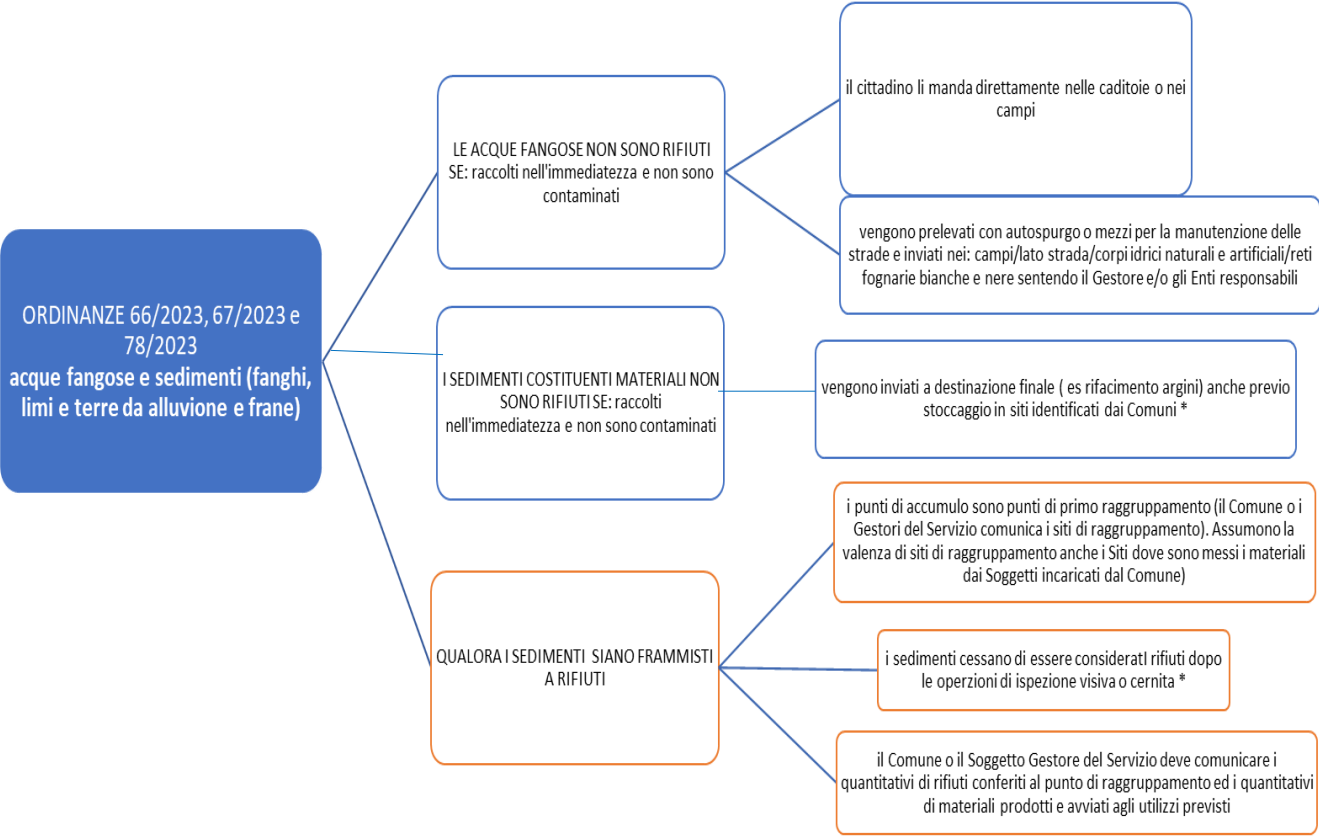 ORDINANZE 66/2023, 67/2023 e
78/2023
acque fangose e sedimenti (fanghi,
limi e terre da alluvione e frane)
LE ACQUE FANGOSE NON SONO RIFIUTI
SE: raccolti nell'immediatezza e non sono
contaminati
il cittadino li manda direttamente nelle caditoie o nei
campi
vengono prelevati con autospurgo o mezzi per la manutenzione delle
strade e inviati nei: campi/lato strada/corpi idrici naturali e artificiali/reti
fognarie bianche e nere sentendo il Gestore e/o gli Enti responsabili
I SEDIMENTI COSTITUENTI MATERIALI NON
SONO RIFIUTI SE: raccolti
nell'immediatezza e non sono contaminati
vengono inviati a destinazione finale ( es rifacimento argini) anche previo
stoccaggio in siti identificati dai Comuni *
QUALORA I SEDIMENTI SIANO FRAMMISTI
A RIFIUTI
i punti di accumulo sono punti di primo raggruppamento (il Comune o i
Gestori del Servizio comunica i siti di raggruppamento). Assumono la
valenza di siti di raggruppamento anche i Siti dove sono messi i materiali
dai Soggetti incaricati dal Comune)
i sedimenti cessano di essere consideratI rifiuti dopo
le operzioni di ispezione visiva o cernita *
il Comune o il Soggetto Gestore del Servizio deve comunicare i
quantitativi di rifiuti conferiti al punto di raggruppamento ed i quantitativi
di materiali prodotti e avviati agli utilizzi previsti